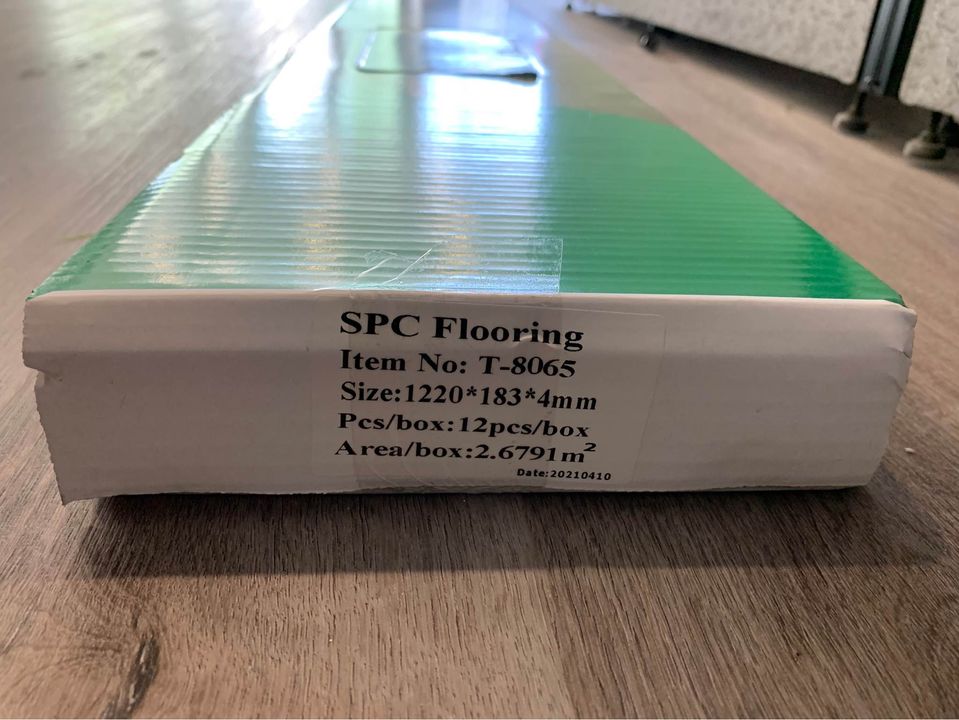 SPC Flooring
Item No: T-8065
Size:1220*183*4mm
Pcs/box:12pcs/box
Area/box:2.6791m²
Date:20210410